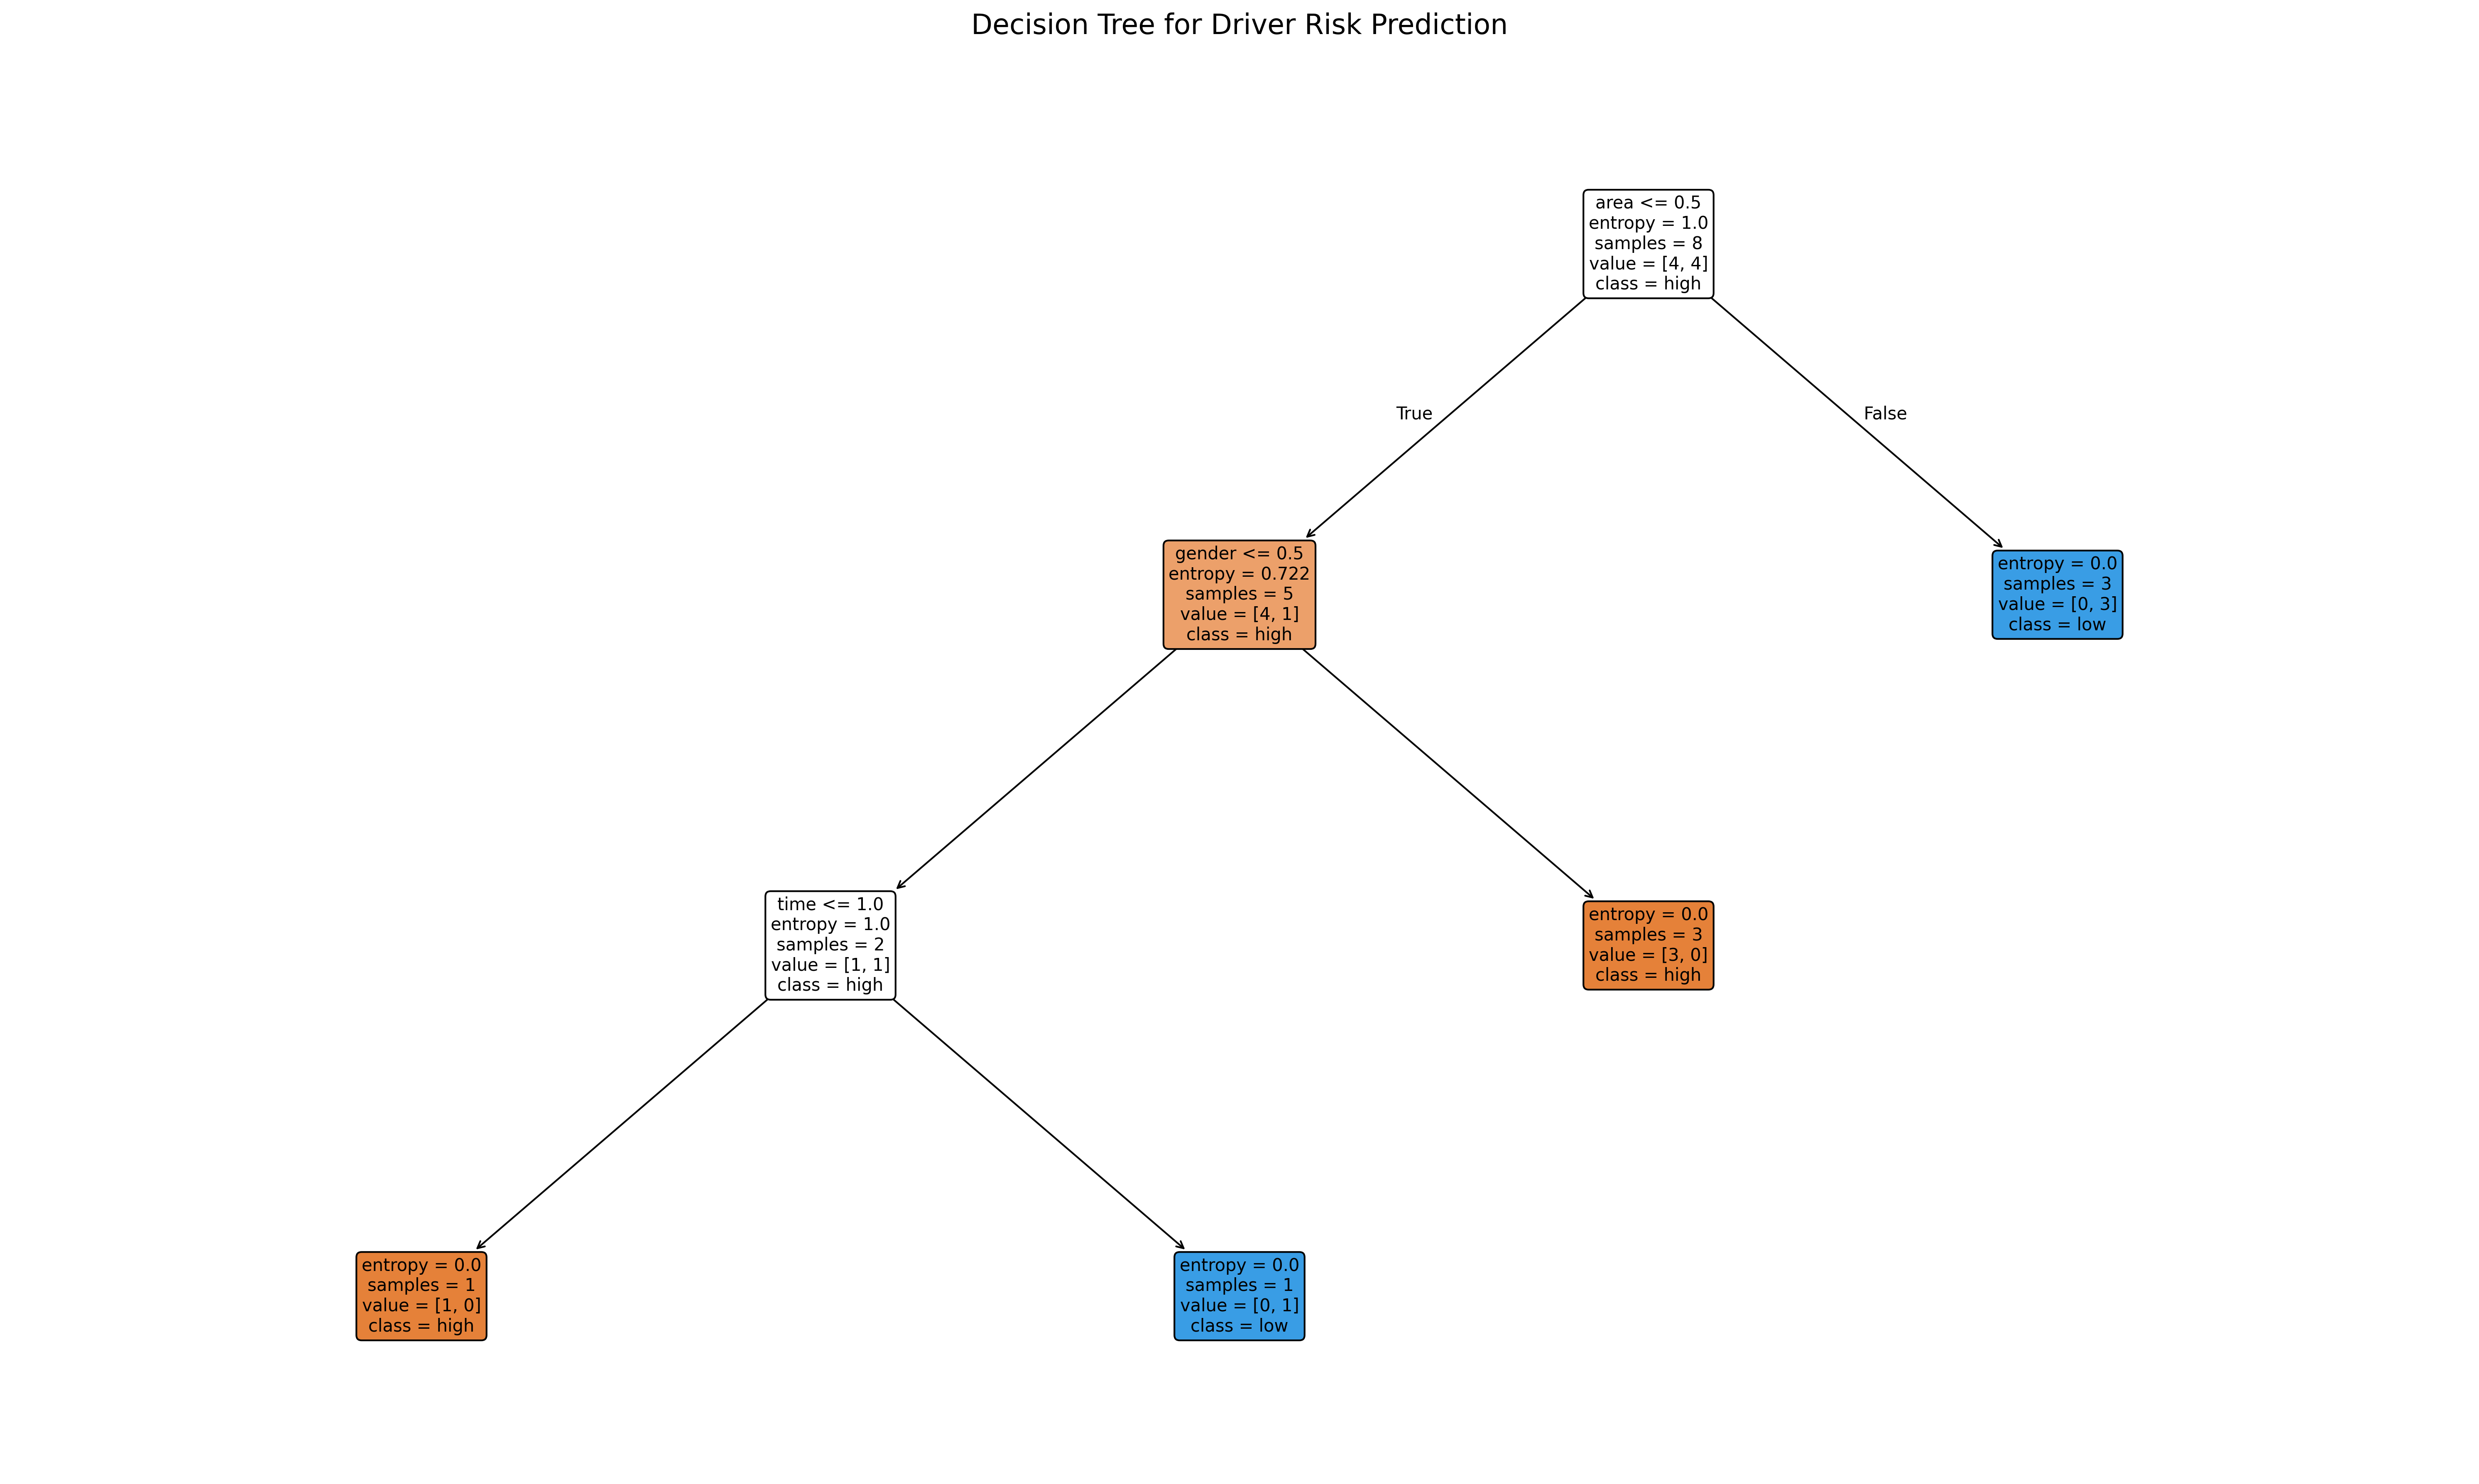 Decision Tree for Driver Risk Prediction
area <= 0.5
entropy = 1.0
samples = 8
value = [4, 4]
class = high
True
False
gender <= 0.5
entropy = 0.722
samples = 5
value = [4, 1]
class = high
entropy = 0.0
samples = 3
value = [0, 3]
class = low
time <= 1.0
entropy = 1.0
samples = 2
value = [1, 1]
class = high
entropy = 0.0
samples = 3
value = [3, 0]
class = high
entropy = 0.0
samples = 1
value = [1, 0]
class = high
entropy = 0.0
samples = 1
value = [0, 1]
class = low